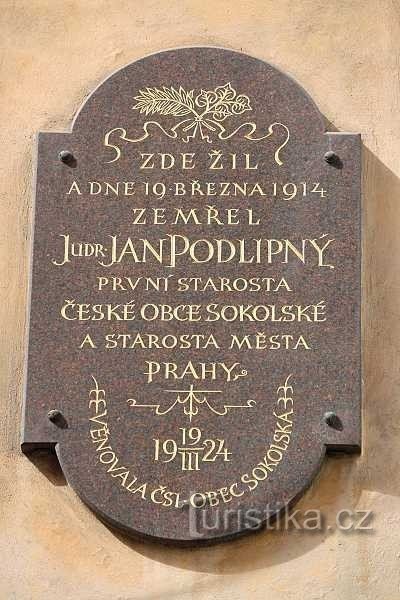 ZDE ŽIL
A DNE 19·BŘEZNA 1914
ZEMŘEL
JUDR·JAN PODLIPNÝ
PRVNÍ STAROSTA
ČESKÉ OBCE SOKOLSKÉ
A STAROSTA MĚSTA
PRAHY
19 19/III 24
VĚNOVALA ČSL·OBEC SOKOLSKÁ
turistika.cz